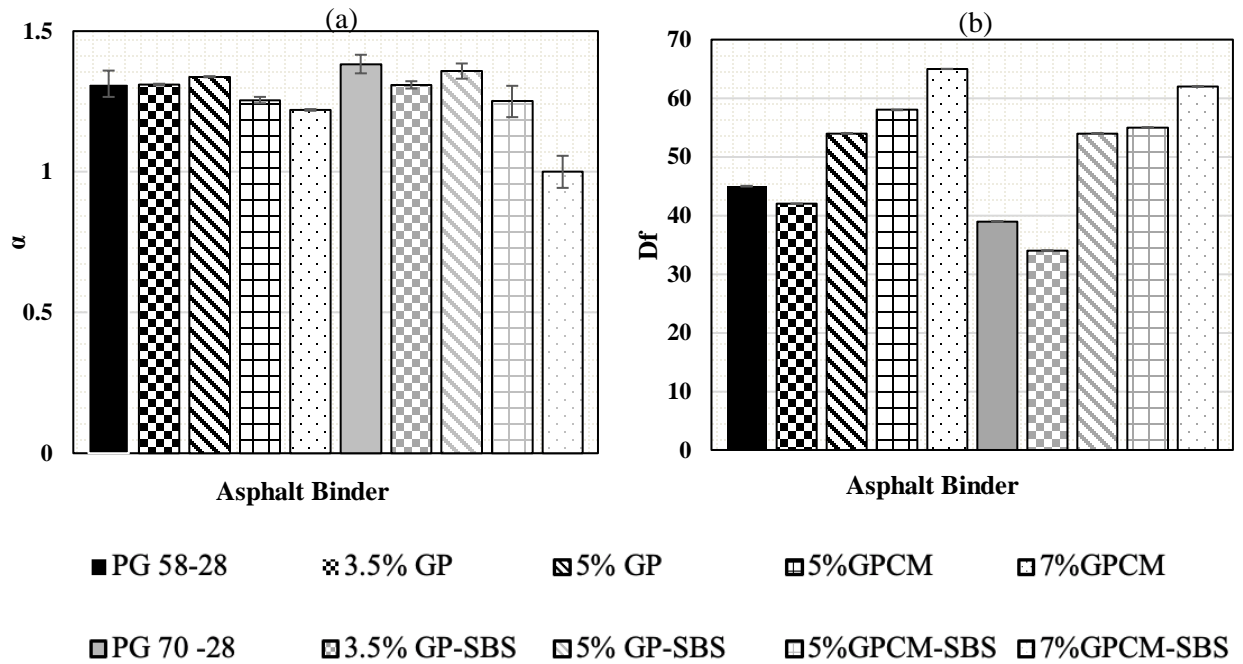 (a)
1.5
1
0.5
0
α
Asphalt Binder
(b)
70
60
50
40
30
20
10
0
Df
Asphalt Binder
PG 58-28 3.5% GP 5% GP 5%GPCM 7%GPCM
PG 70 -28 3.5% GP-SBS 5% GP-SBS 5%GPCM-SBS 7%GPCM-SBS